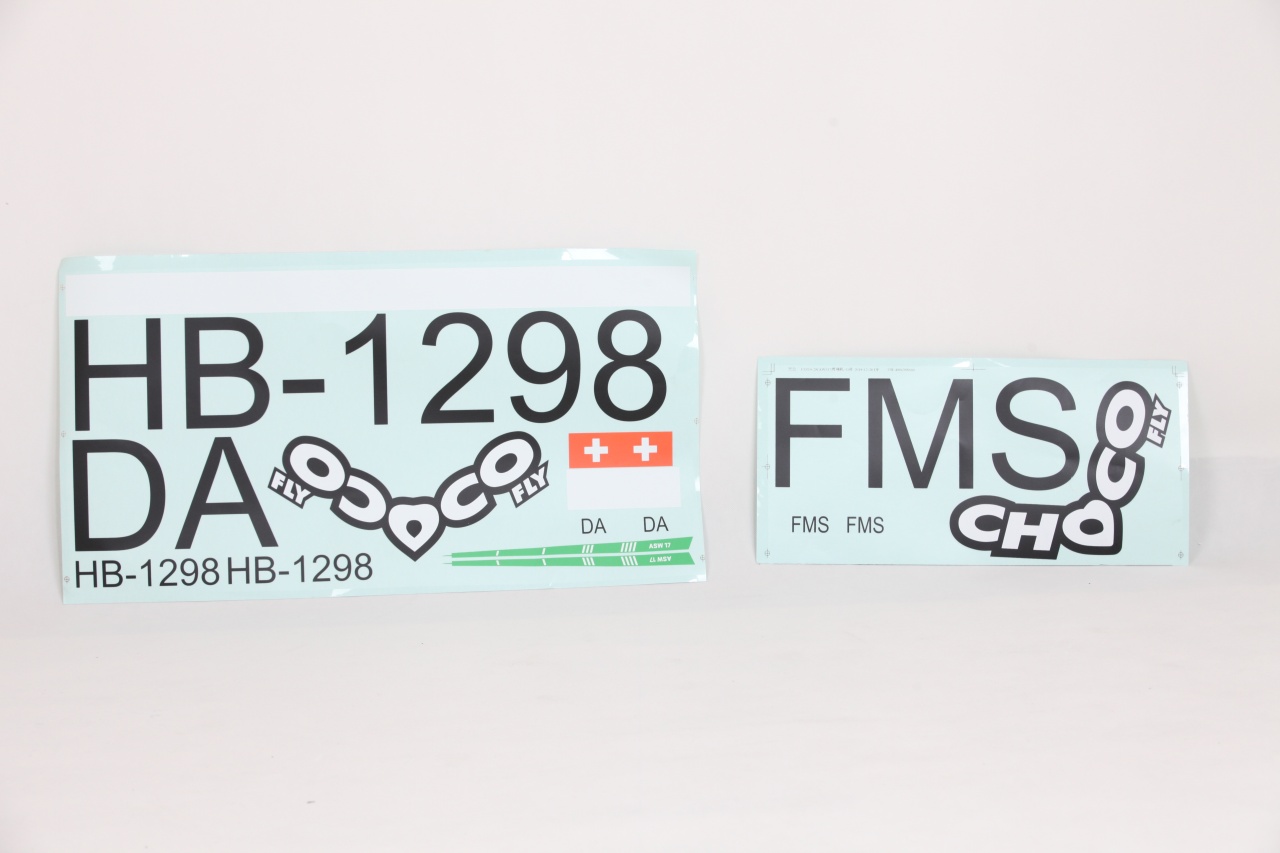 HB-1298
DA
FLY
OCOCO
FLY
DA DA
ASW 17
ASW 17
HB-1298 HB-1298
FMS
CHOCO
FLY
FMS FMS